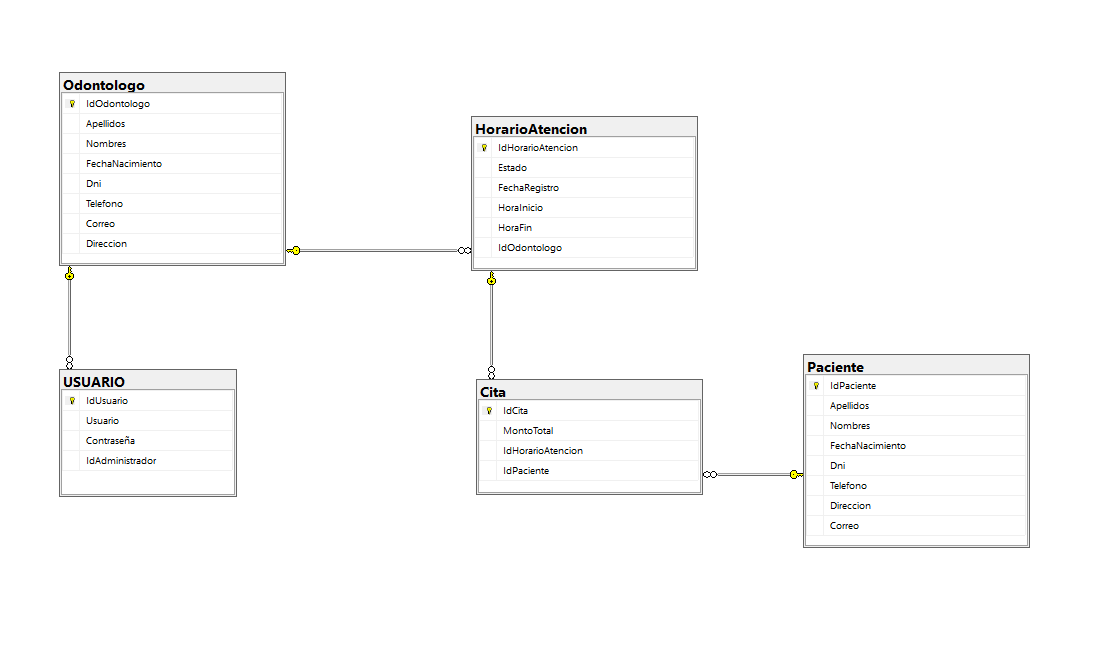 Odontologo
IdOdontologo
Apellidos
Nombres
FechaNacimiento
Dni
Telefono
Correo
Direccion
HorarioAtencion
IdHorarioAtencion
Estado
FechaRegistro
HoraInicio
HoraFin
IdOdontologo
USUARIO
IdUsuario
Usuario
Contraseña
IdAdministrador
Cita
IdCita
MontoTotal
IdHorarioAtencion
IdPaciente
Paciente
IdPaciente
Apellidos
Nombres
FechaNacimiento
Dni
Telefono
Direccion
Correo